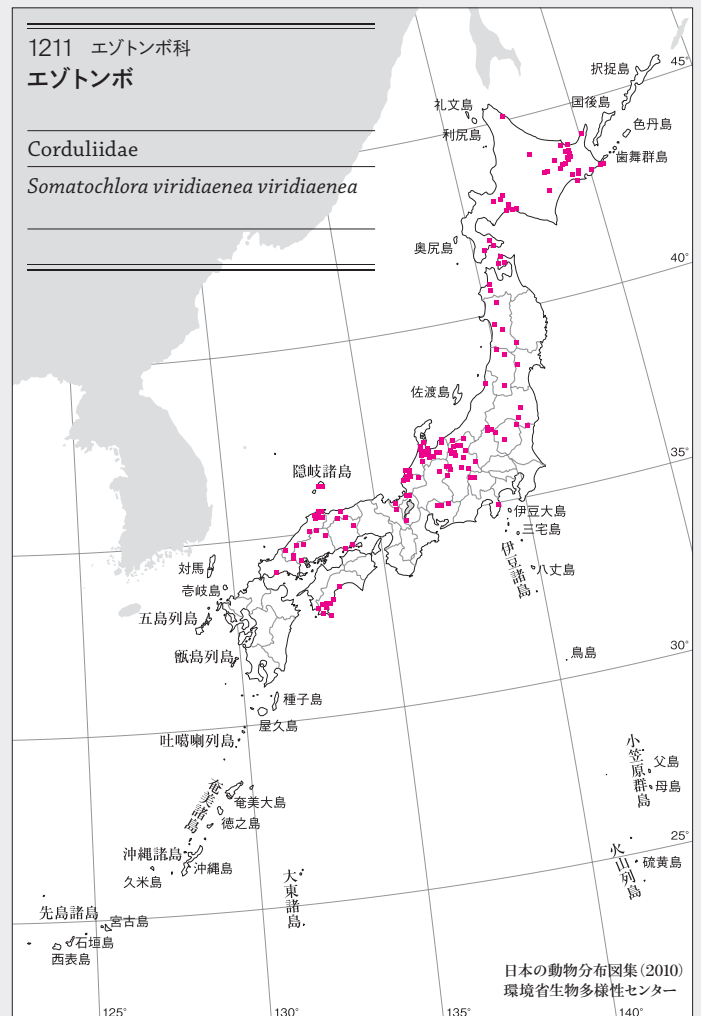 1211 エゾトンボ科
エゾトンボ
Corduliidae
Somatochlora viridiaenea viridiaenea
択捉島
45°
礼文島
国後島
利尻島
色丹島
歯舞群島
奥尻島
40°
佐渡島
35°
隠岐諸島
伊豆大島
三宅島
伊豆諸島
八丈島
対馬
壱岐島
五島列島
甑島列島
鳥島
30°
種子島
屋久島
吐噶喇列島
小笠原群島
父島
母島
奄美諸島
奄美大島
徳之島
25°
沖縄諸島
沖縄島
久米島
火山列島
硫黄島
大東諸島
先島諸島
宮古島
石垣島
西表島
日本の動物分布図集(2010)
環境省生物多様性センター
125°
130°
135°
140°